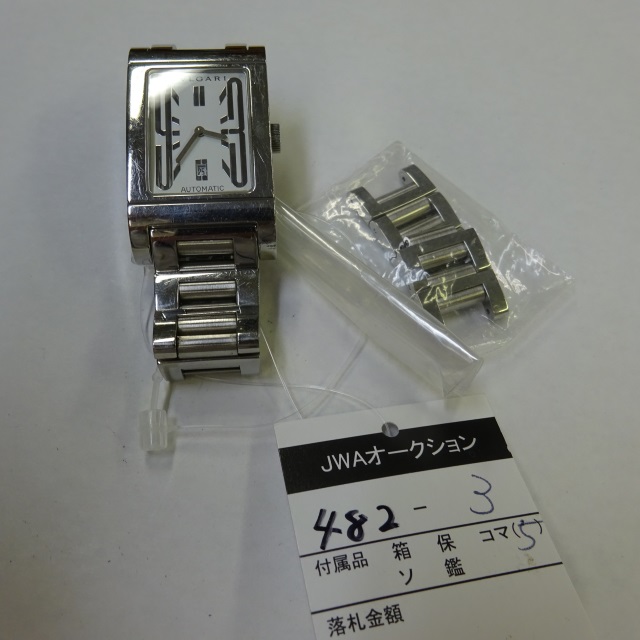 BVLGARI
AUTOMATIC
JWAオークション
482-3
付属品 箱 保 コマ(5)
ソ 鑑
落札金額